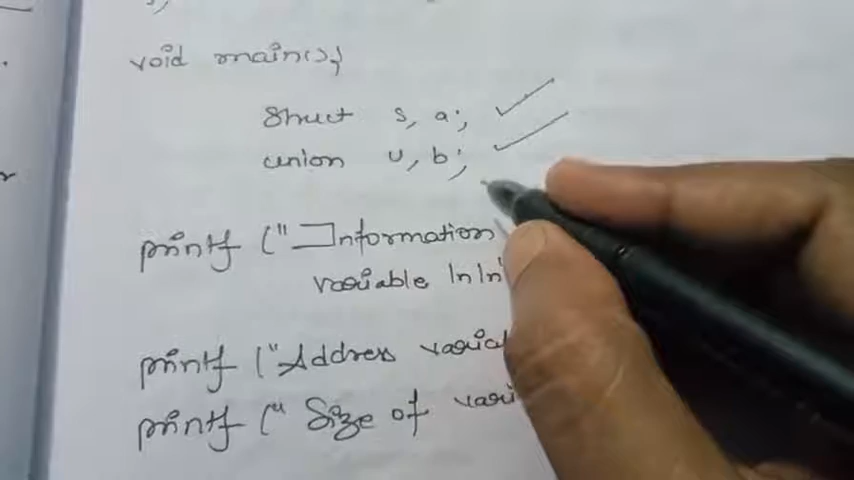 void main(){
struct s, a;
union u, b;
printf ("Information
variable \n\n"
printf ("Address
printf (" Size of